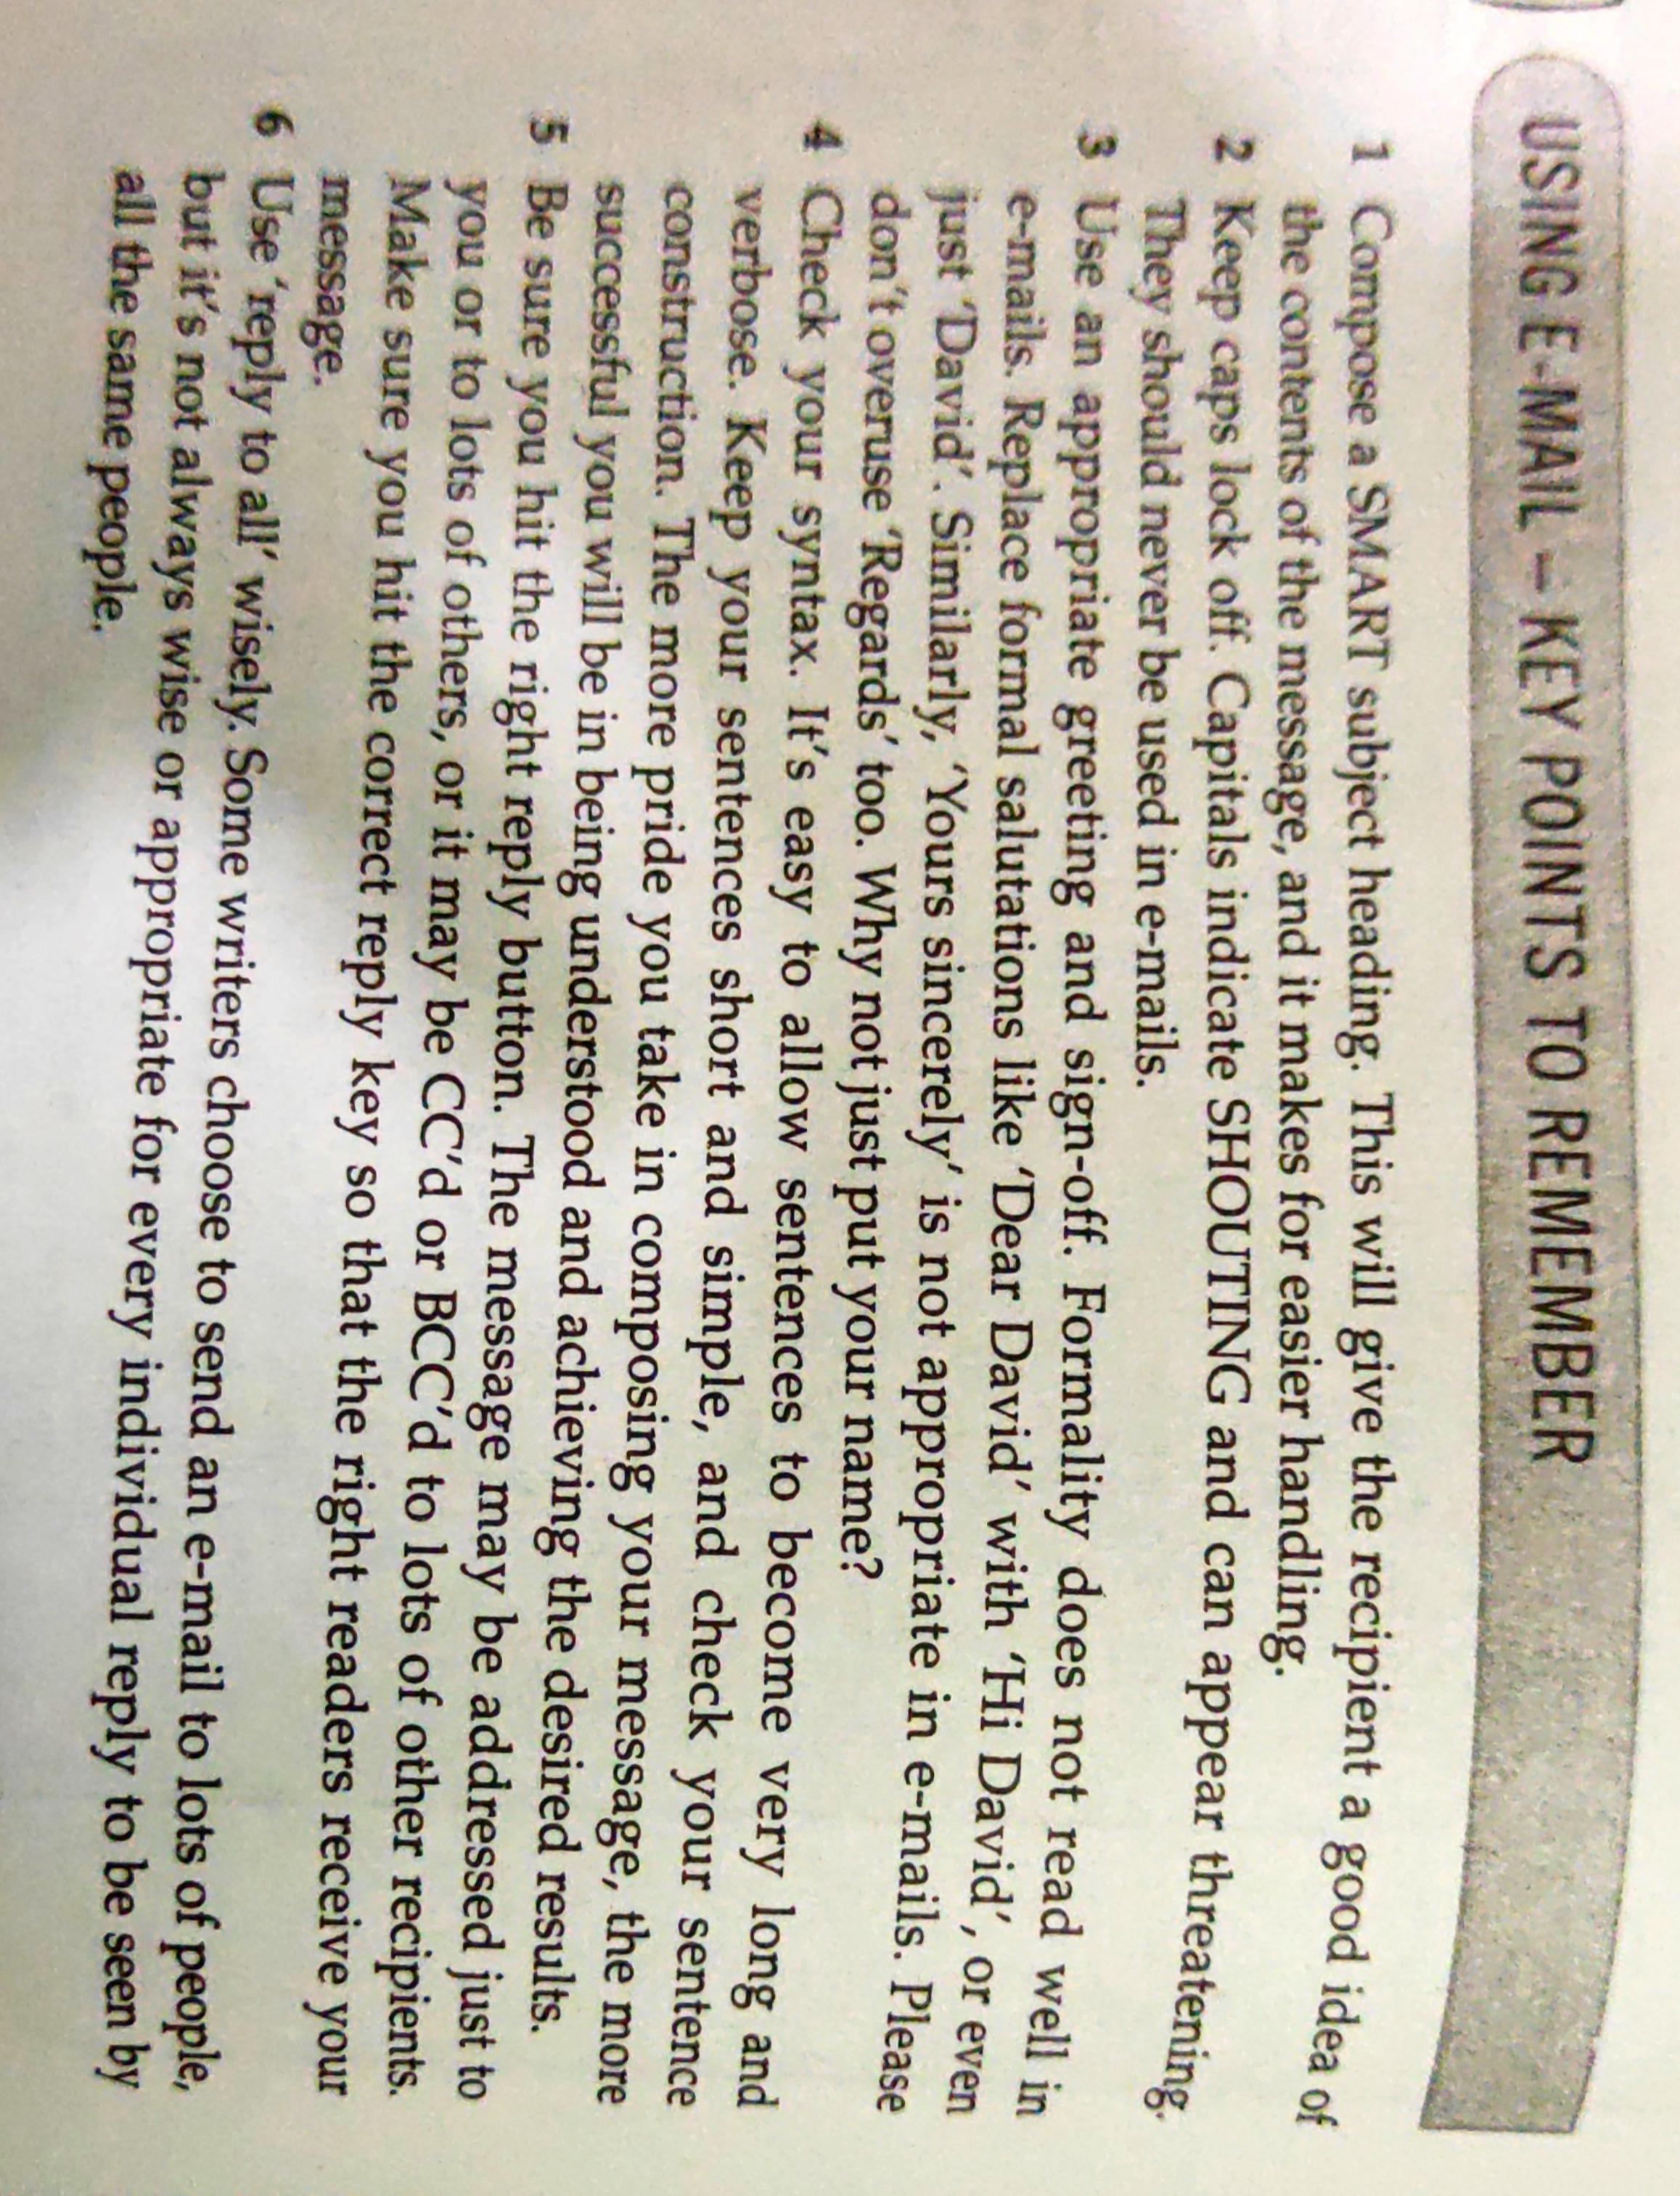 USING E-MAIL – KEY POINTS TO REMEMBER
1 Compose a SMART subject heading. This will give the recipient a good idea of
the contents of the message, and it makes for easier handling.
2 Keep caps lock off. Capitals indicate SHOUTING and can appear threatening.
They should never be used in e-mails.
3 Use an appropriate greeting and sign-off. Formality does not read well in
e-mails. Replace formal salutations like ‘Dear David’ with ‘Hi David’, or even
just ‘David’. Similarly, ‘Yours sincerely’ is not appropriate in e-mails. Please
don’t overuse ‘Regards’ too. Why not just put your name?
4 Check your syntax. It’s easy to allow sentences to become very long and
verbose. Keep your sentences short and simple, and check your sentence
construction. The more pride you take in composing your message, the more
successful you will be in being understood and achieving the desired results.
5 Be sure you hit the right reply button. The message may be addressed just to
you or to lots of others, or it may be CC’d or BCC’d to lots of other recipients.
Make sure you hit the correct reply key so that the right readers receive your
message.
6 Use ‘reply to all’ wisely. Some writers choose to send an e-mail to lots of people,
but it’s not always wise or appropriate for every individual reply to be seen by
all the same people.